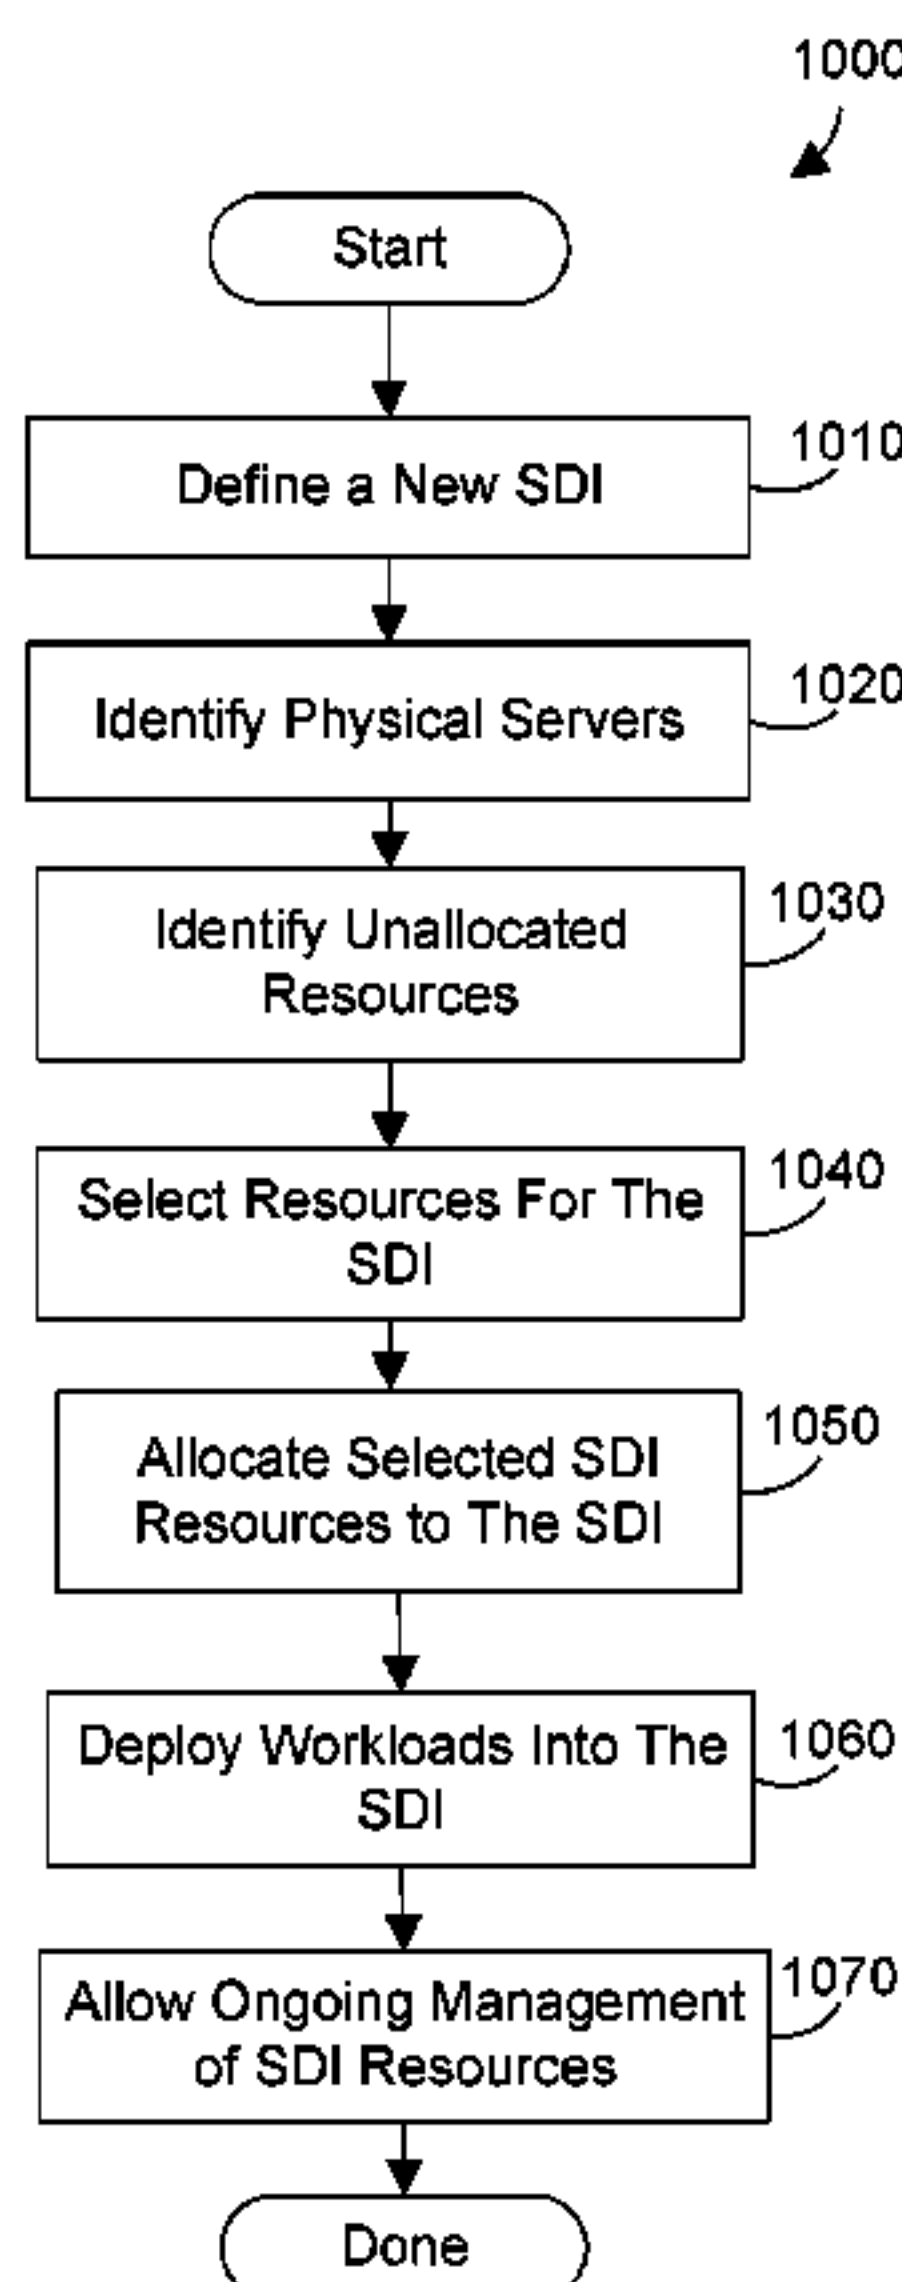 1000
Start
Define a New SDI
1010
Identify Physical Servers
1020
Identify Unallocated
Resources
1030
Select Resources For The
SDI
1040
Allocate Selected SDI
Resources to The SDI
1050
Deploy Workloads Into The
SDI
1060
Allow Ongoing Management
of SDI Resources
1070
Done